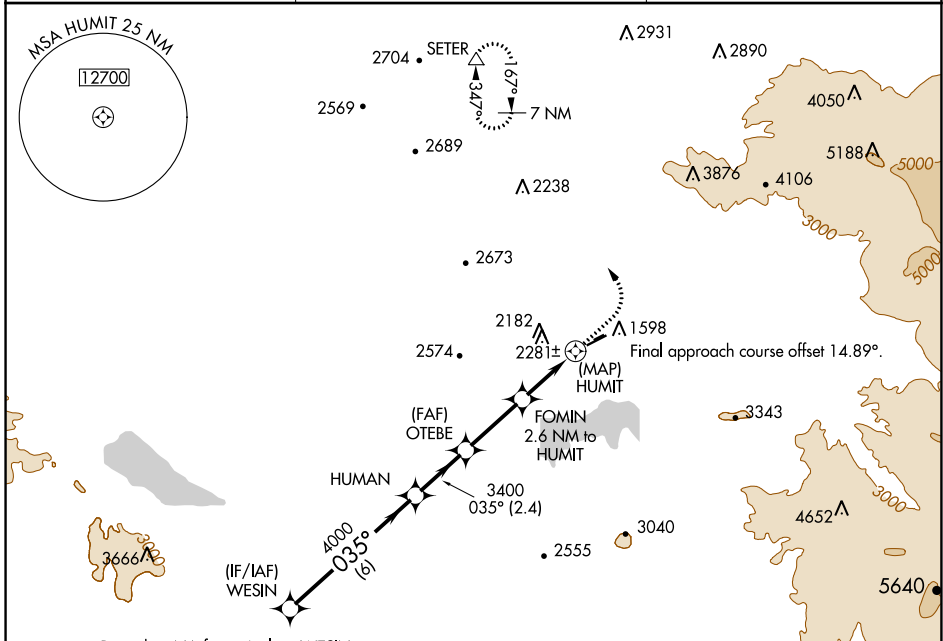 MSA HUMIT 25 NM
12700
2931
2890
2704
SETER
347°
167°
7 NM
2569
4050
2689
5188
5000
3876
4106
2238
3000
2673
5000
2182
1598
2281±
2574
Final approach course offset 14.89°.
(MAP)
HUMIT
(FAF)
OTEBE
FOMIN
2.6 NM to
HUMIT
3343
HUMAN
3400
035° (2.4)
3000
4652
4000
035°
(6)
3040
2555
3000
3666
(IF/IAF)
WESIN
5640